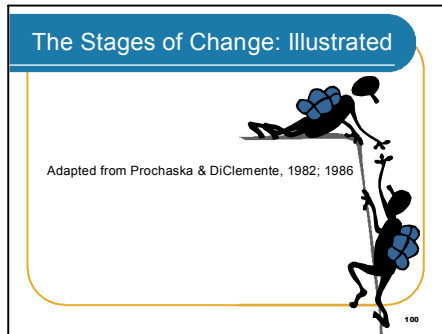 The Stages of Change: Illustrated
Adapted from Prochaska & DiClemente, 1982; 1986
100